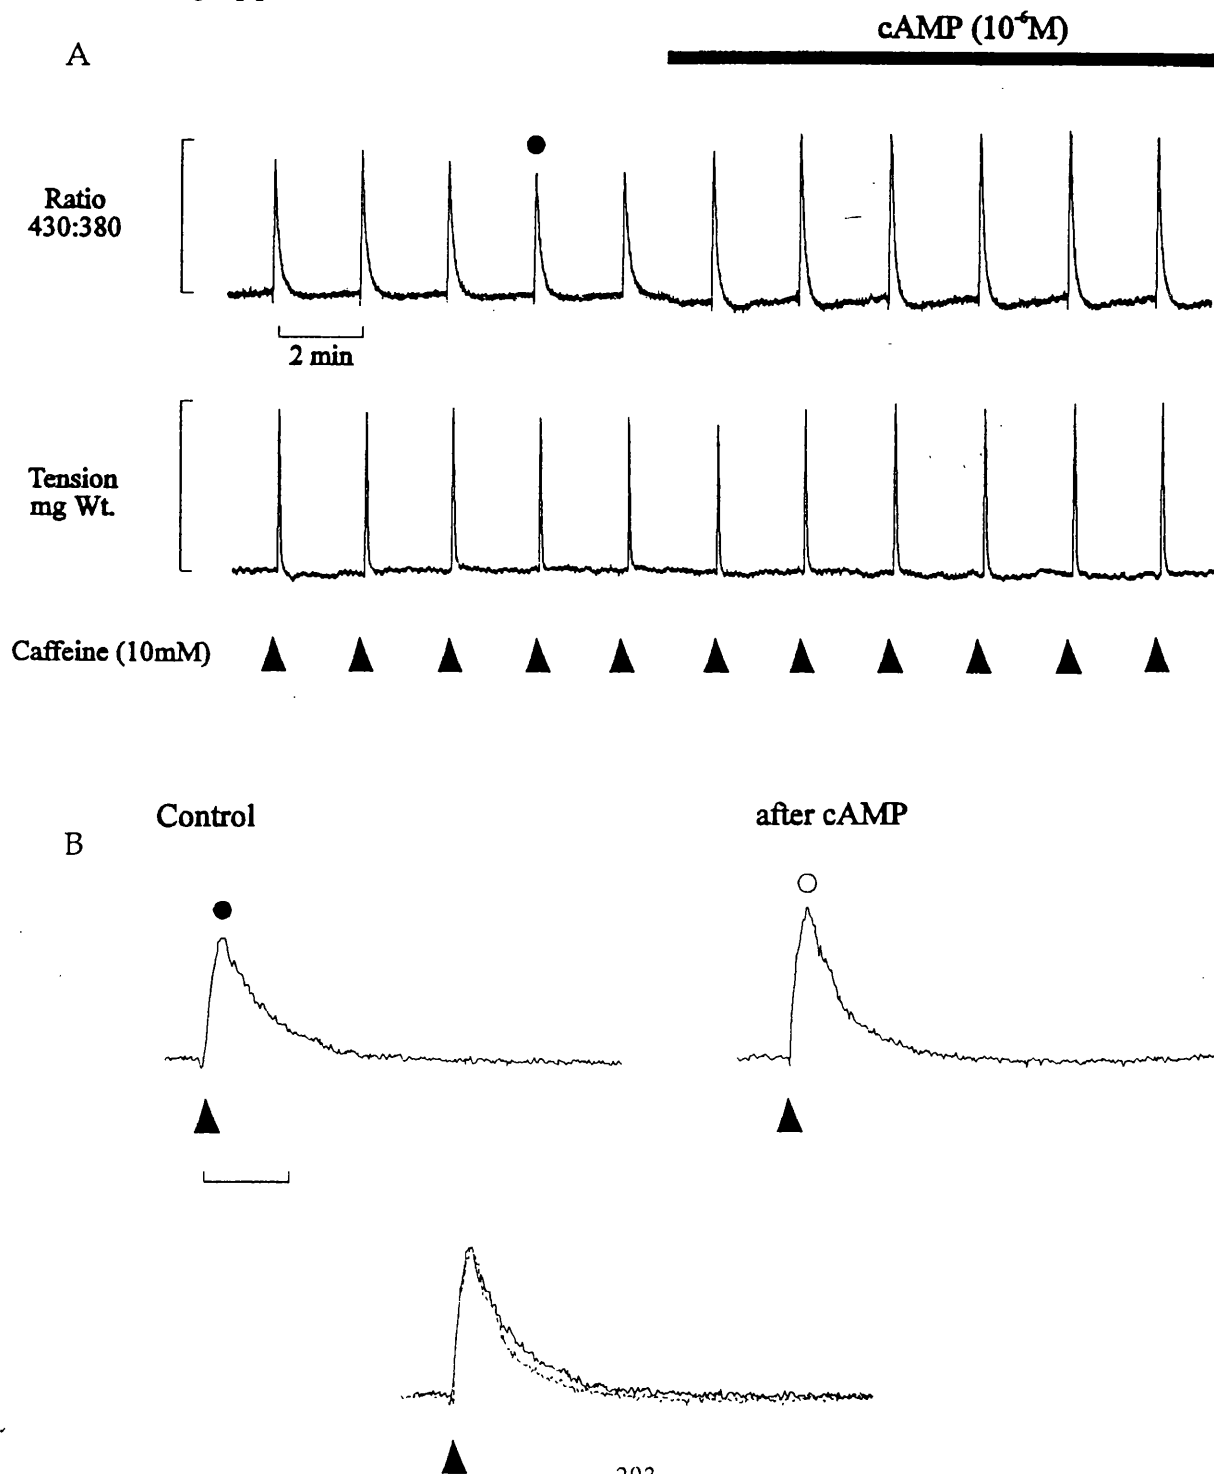 cAMP (10⁻⁶M)
A
Ratio
430:380
2 min
Tension
mg Wt.
Caffeine (10mM)
Control
after cAMP
B